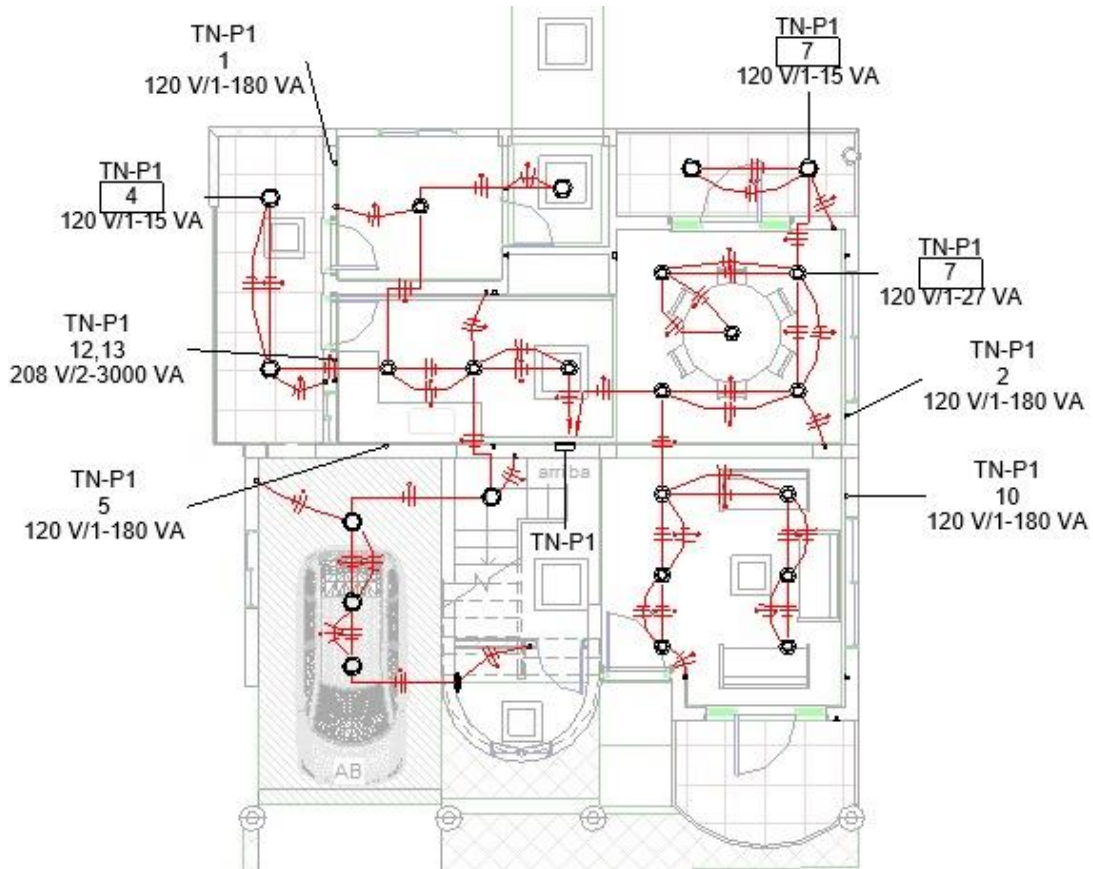 TN-P1
1
120 V/1-180 VA
TN-P1
7
120 V/1-15 VA
TN-P1
4
120 V/1-15 VA
TN-P1
7
120 V/1-27 VA
TN-P1
12,13
208 V/2-3000 VA
TN-P1
2
120 V/1-180 VA
TN-P1
5
120 V/1-180 VA
arriba
TN-P1
10
120 V/1-180 VA
TN-P1
AB